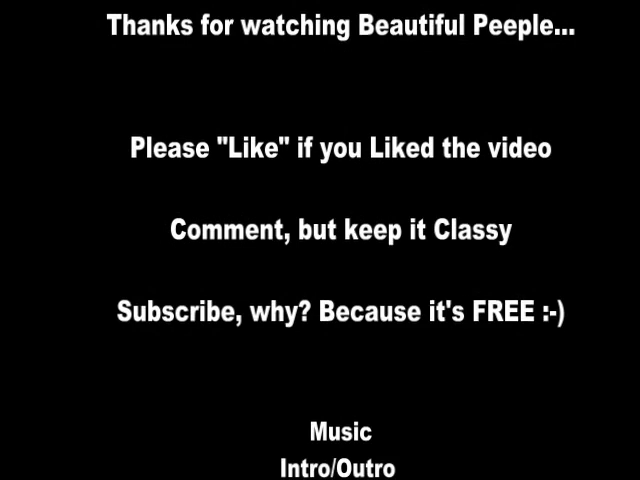 Thanks for watching Beautiful Peeple...
Please "Like" if you Liked the video
Comment, but keep it Classy
Subscribe, why? Because it's FREE :-)
Music
Intro/Outro